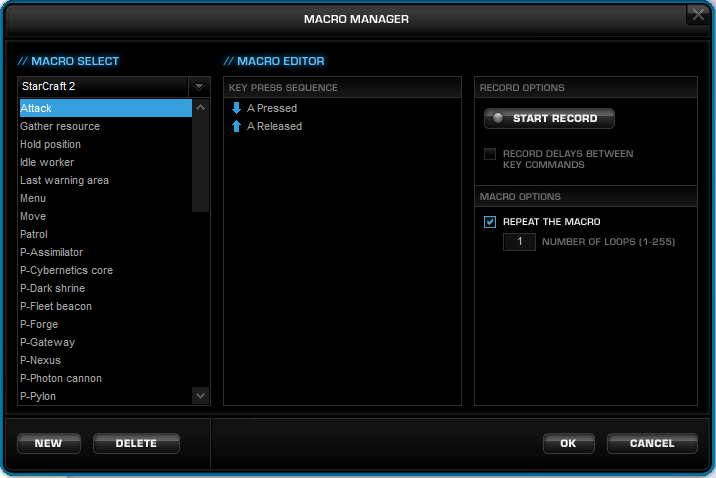 MACRO MANAGER
// MACRO SELECT
StarCraft 2
Attack
Gather resource
Hold position
Idle worker
Last warning area
Menu
Move
Patrol
P-Assimilator
P-Cybernetics core
P-Dark shrine
P-Fleet beacon
P-Forge
P-Gateway
P-Nexus
P-Photon cannon
P-Pylon
// MACRO EDITOR
KEY PRESS SEQUENCE
A Pressed
A Released
RECORD OPTIONS
START RECORD
RECORD DELAYS BETWEEN
KEY COMMANDS
MACRO OPTIONS
REPEAT THE MACRO
1 NUMBER OF LOOPS (1-255)
NEW
DELETE
OK
CANCEL